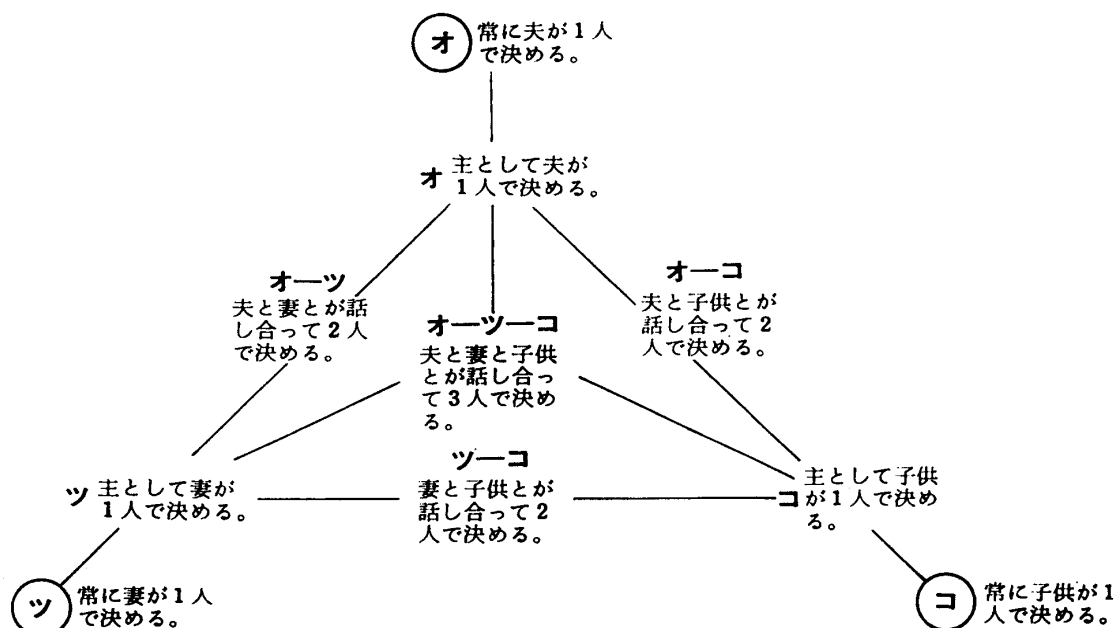 オ
常に夫が1人
で決める。
オ
主として夫が
1人で決める。
オ―ツ
夫と妻とが話
し合って2人
で決める。
オ―コ
夫と子供とが
話し合って2
人で決める。
オ―ツ―コ
夫と妻と子供
とが話し合っ
て3人で決め
る。
ツ
主として妻が
1人で決める。
ツ―コ
妻と子供とが
話し合って2
人で決める。
コ
主として子供
が1人で決め
る。
ツ
常に妻が1人
で決める。
コ
常に子供が1
人で決める。